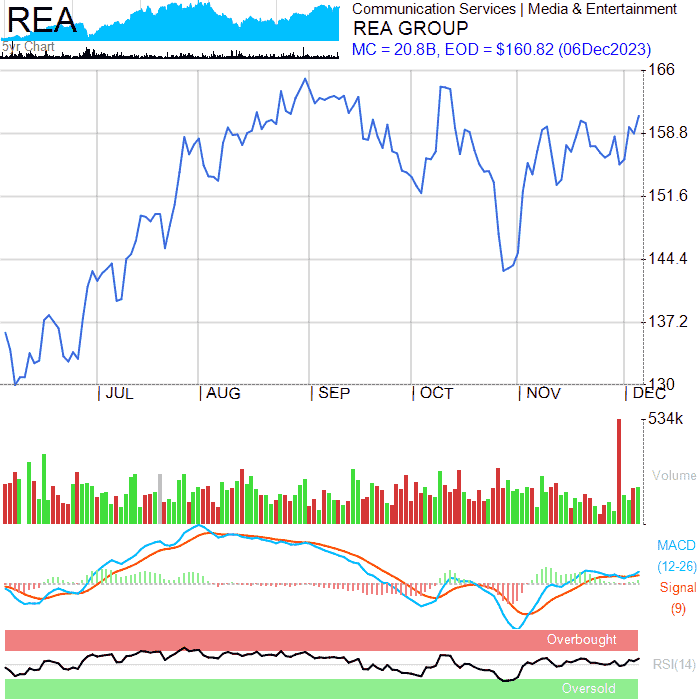 REA
5yr Chart
Communication Services | Media & Entertainment
REA GROUP
MC = 20.8B, EOD = $160.82 (06Dec2023)
166
158.8
151.6
144.4
137.2
130
JUL
AUG
SEP
OCT
NOV
DEC
534k
Volume
MACD
(12-26)
Signal
(9)
Overbought
RSI(14)
Oversold